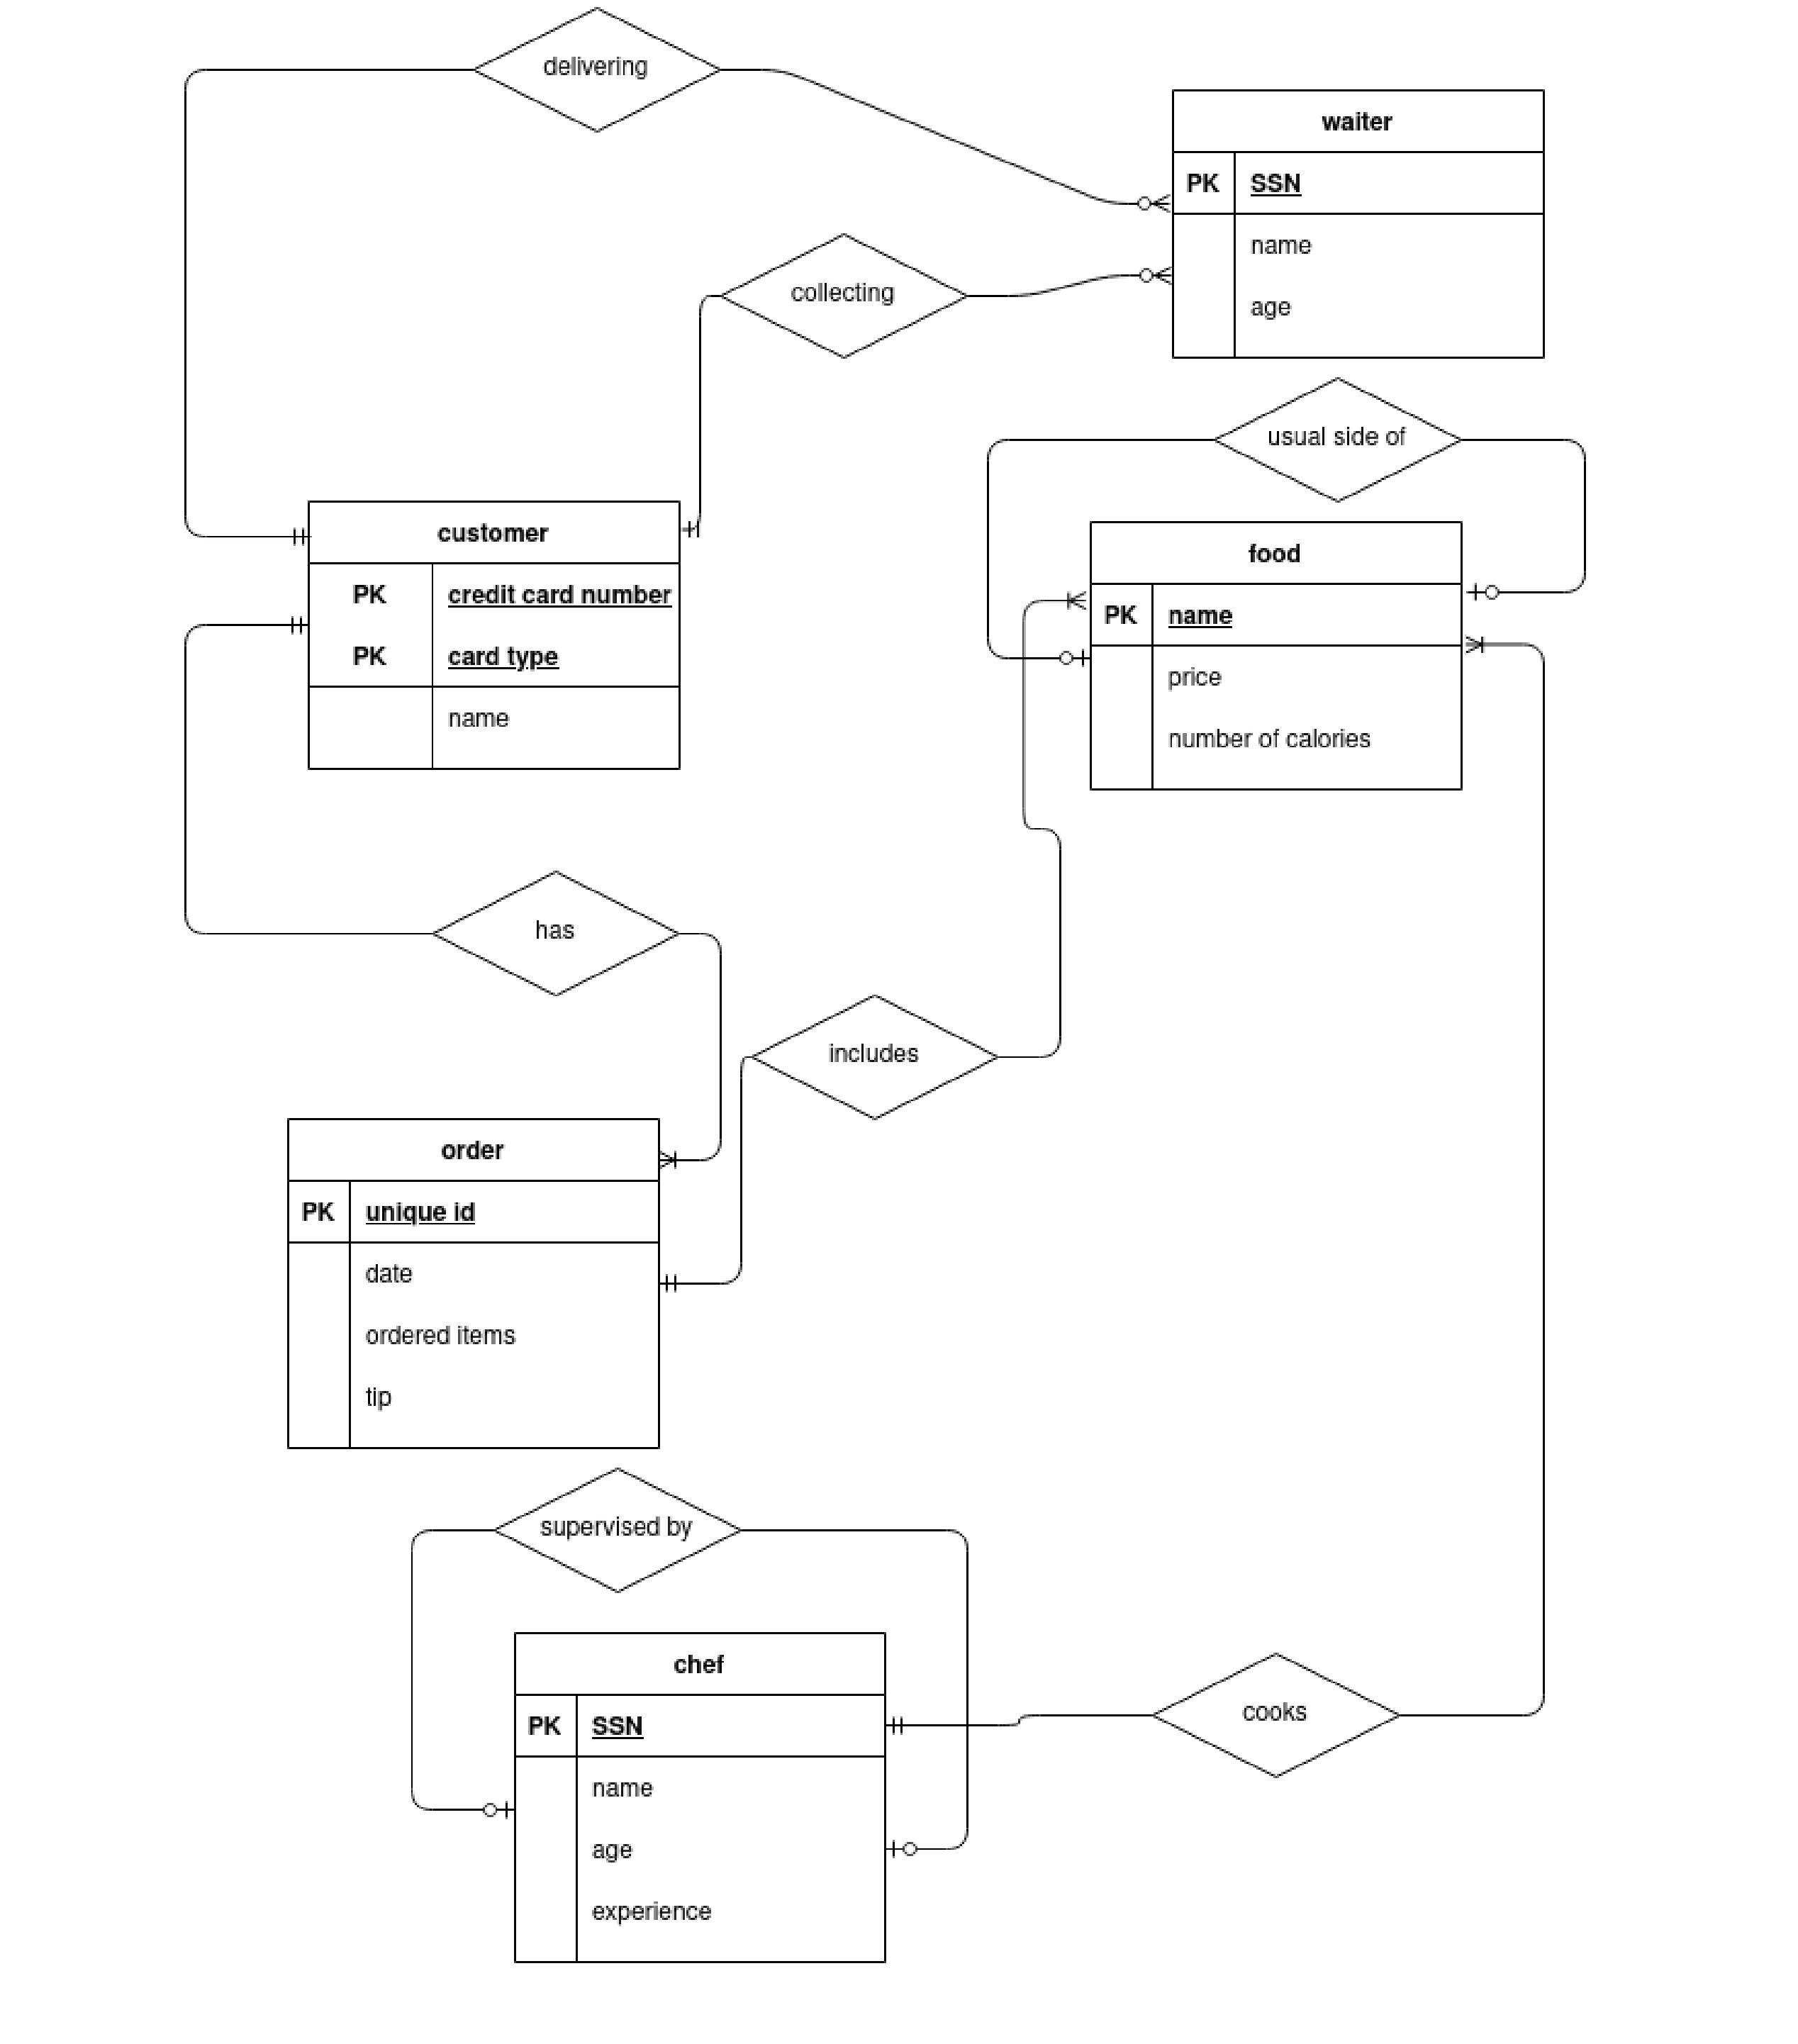 delivering
waiter
PK SSN
name
age
collecting
usual side of
customer
PK credit card number
PK card type
name
food
PK name
price
number of calories
has
includes
order
PK unique id
date
ordered items
tip
supervised by
chef
PK SSN
name
age
experience
cooks